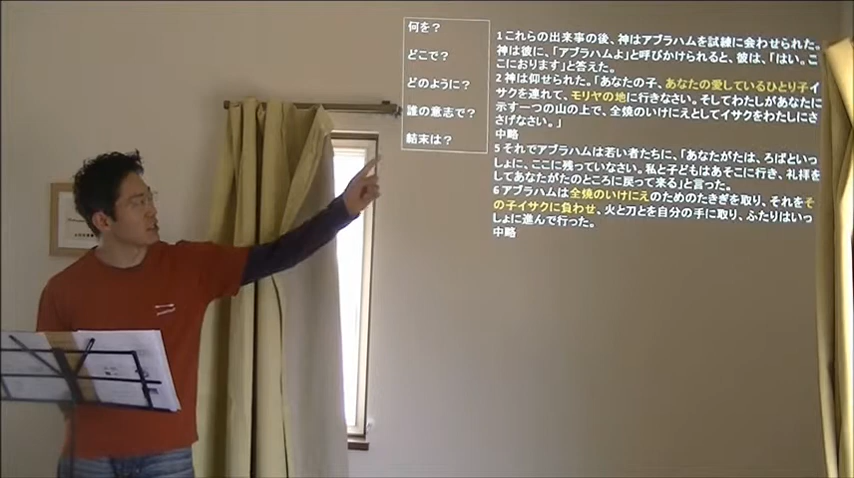 何を？
どこで？
どのように？
誰の意志で？
結末は？
1 これらの出来事の後、神はアブラハムを試練に会わせられた。
神は彼に、「アブラハムよ」と呼びかけられると、彼は、「はい。こ
こにおります」と答えた。
2 神は仰せられた。「あなたの子、あなたの愛しているひとり子イ
サクを連れて、モリヤの地に行きなさい。そしてわたしがあなたに
示す一つの山の上で、全焼のいけにえとしてイサクをわたしにさ
さげなさい。」
中略
5 それでアブラハムは若い者たちに、「あなたがたは、ろばといっ
しょに、ここに残っていなさい。私と子どもはあそこに行き、礼拝を
してあなたがたのところに戻って来る」と言った。
6 アブラハムは全焼のいけにえのためのたきぎを取り、それをそ
の子イサクに負わせ、火と刀とを自分の手に取り、ふたりはいっ
しょに進んで行った。
中略